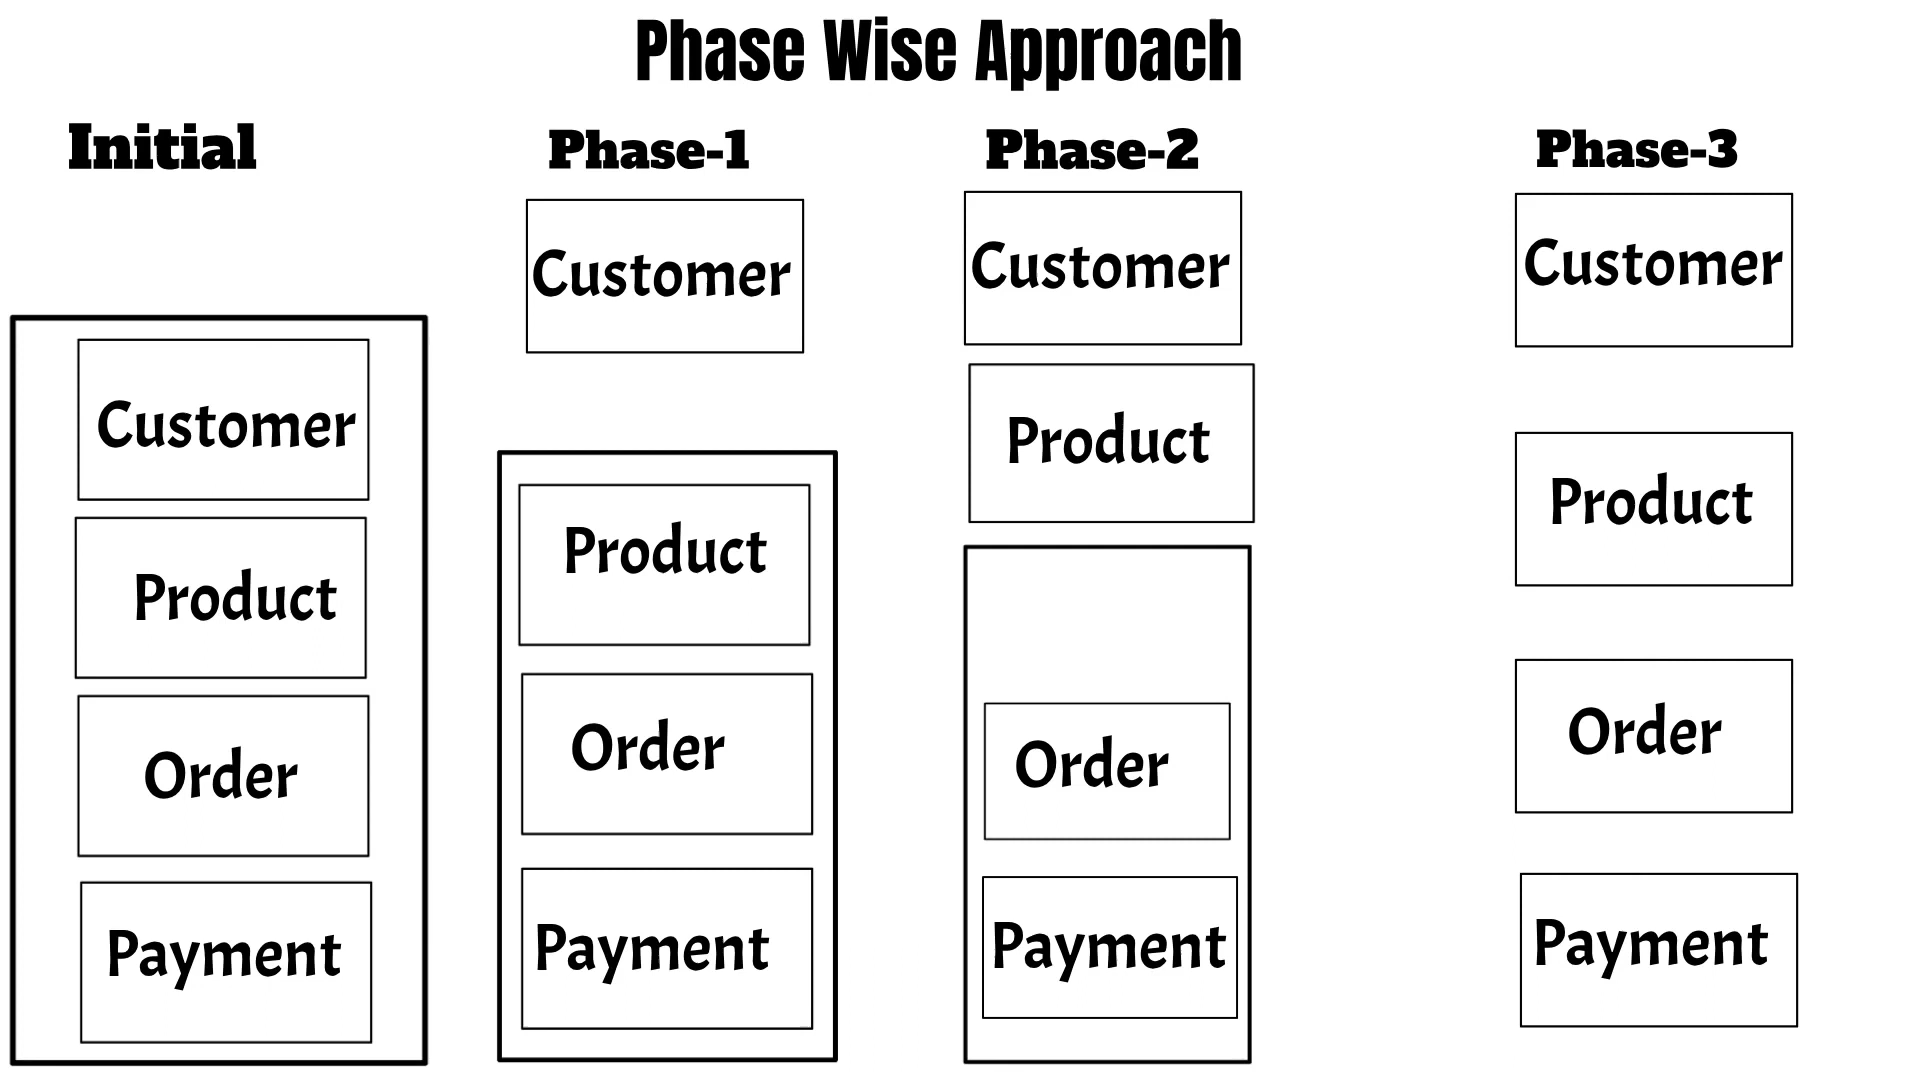 Phase Wise Approach
Initial
Customer
Product
Order
Payment
Phase-1
Customer
Product
Order
Payment
Phase-2
Customer
Product
Order
Payment
Phase-3
Customer
Product
Order
Payment